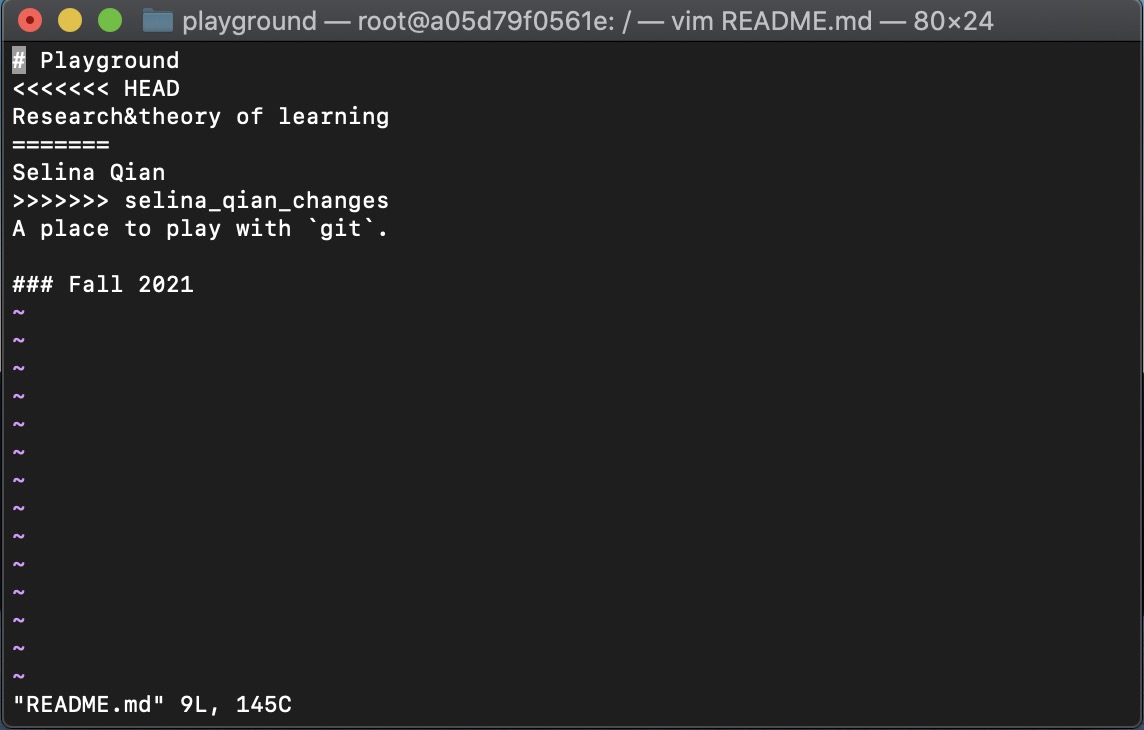 playground — root@a05d79f0561e: / — vim README.md — 80×24
# Playground
<<<<<<< HEAD
Research&theory of learning
=======
Selina Qian
>>>>>>> selina_qian_changes
A place to play with `git`.
### Fall 2021
~
~
~
~
~
~
~
~
~
~
~
~
~
~
"README.md" 9L, 145C